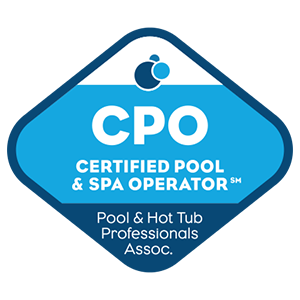 CPO
CERTIFIED POOL
& SPA OPERATOR℠
Pool & Hot Tub
Professionals
Assoc.